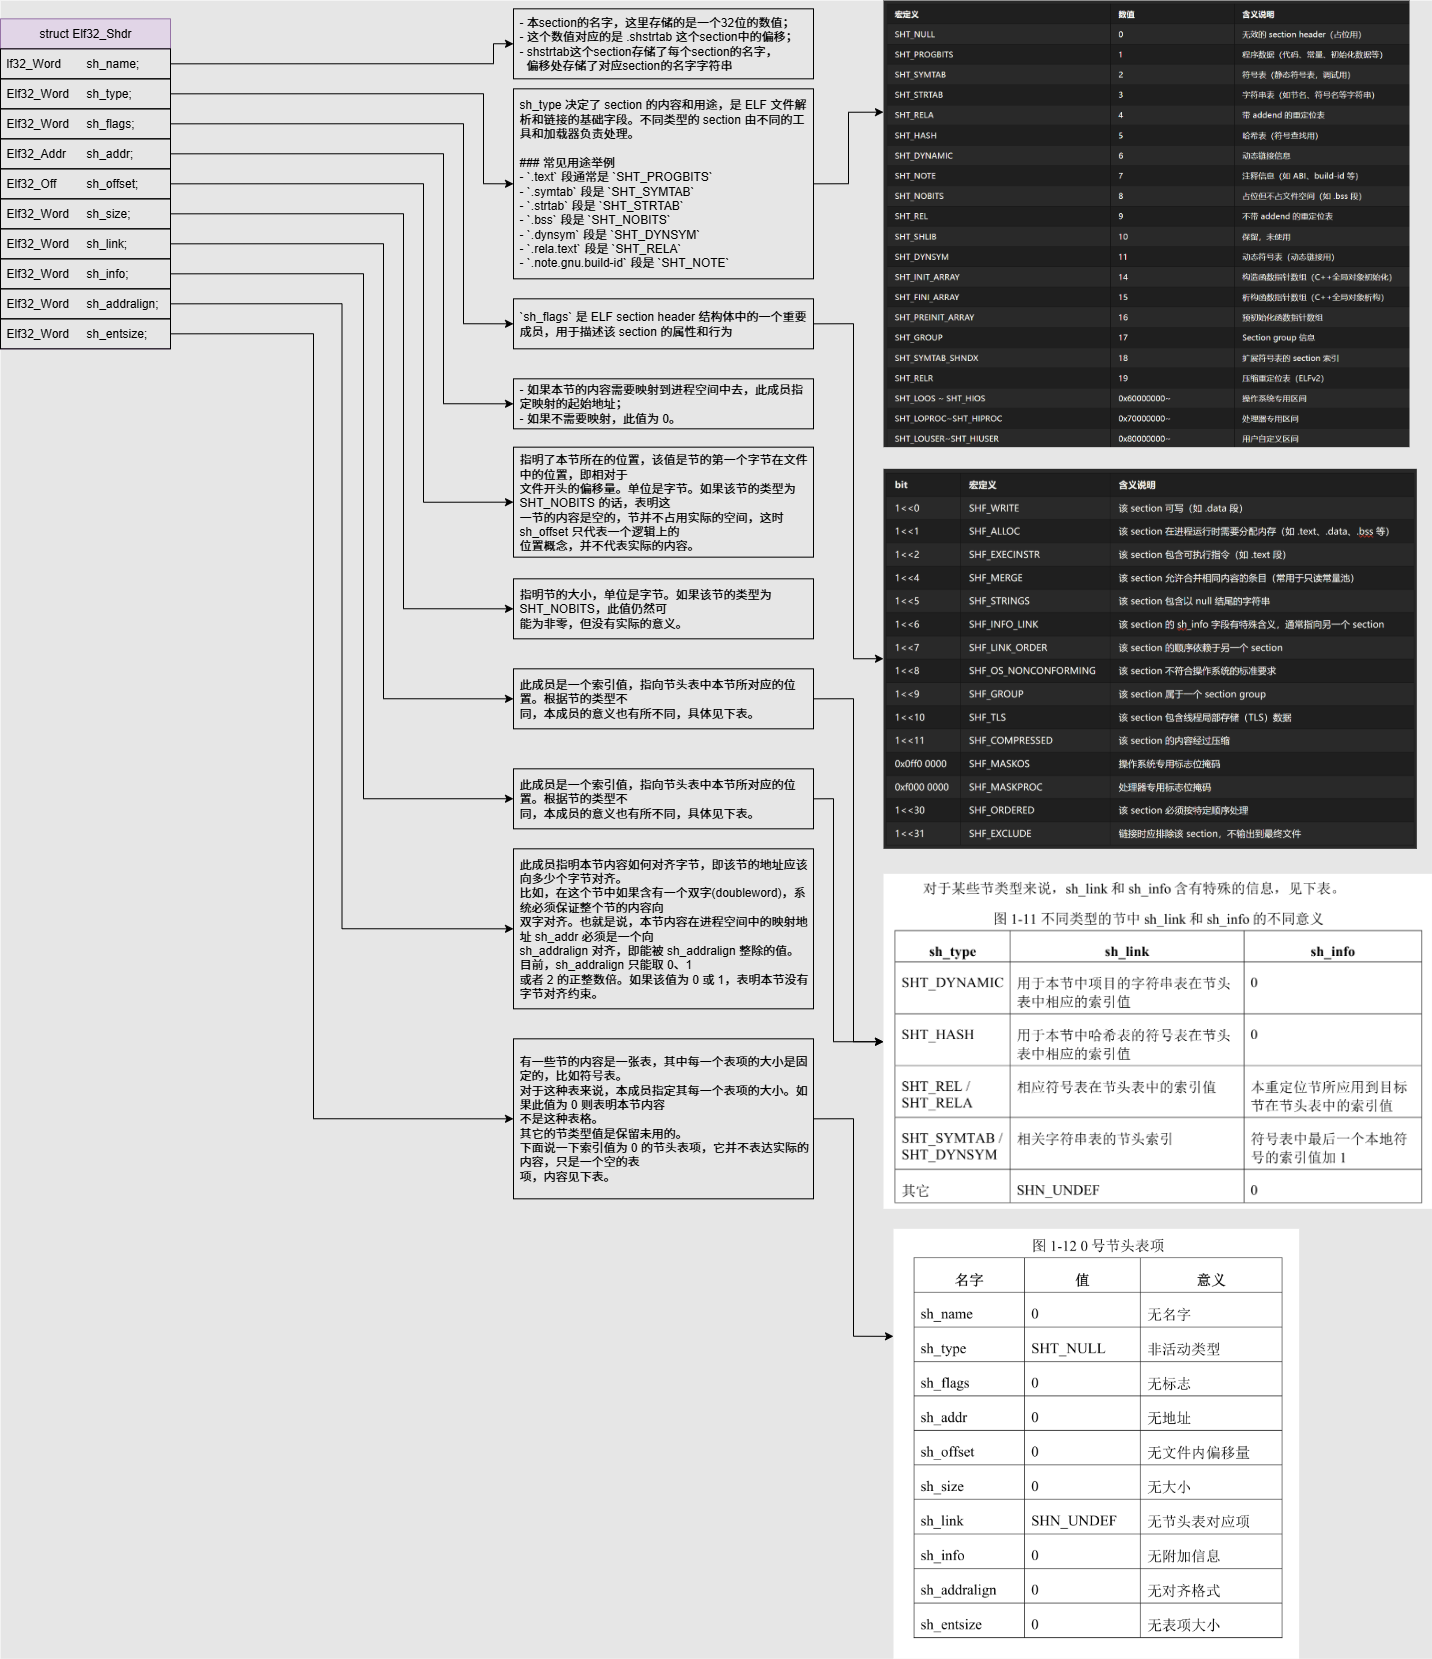 struct Elf32_Shdr
lf32_Word sh_name;
Elf32_Word sh_type;
Elf32_Word sh_flags;
Elf32_Addr sh_addr;
Elf32_Off sh_offset;
Elf32_Word sh_size;
Elf32_Word sh_link;
Elf32_Word sh_info;
Elf32_Word sh_addralign;
Elf32_Word sh_entsize;
- 本section的名字，这里存储的是一个32位的数值；
- 这个数值对应的是 .shstrtab 这个section中的偏移；
- shstrtab这个section存储了每个section的名字，
偏移处存储了对应section的名字字符串
sh_type 决定了 section 的内容和用途，是 ELF 文件解
析和链接的基础字段。不同类型的 section 由不同的工
具和加载器负责处理。
### 常见用途举例
- `.text` 段通常是 `SHT_PROGBITS`
- `.symtab` 段是 `SHT_SYMTAB`
- `.strtab` 段是 `SHT_STRTAB`
- `.bss` 段是 `SHT_NOBITS`
- `.dynsym` 段是 `SHT_DYNSYM`
- `.rela.text` 段是 `SHT_RELA`
- `.note.gnu.build-id` 段是 `SHT_NOTE`
`sh_flags` 是 ELF section header 结构体中的一个重要
成员，用于描述该 section 的属性和行为
- 如果本节的内容需要映射到进程空间中去，此成员指
定映射的起始地址；
- 如果不需要映射，此值为 0。
指明了本节所在的位置，该值是节的第一个字节在文件
中的位置，即相对于
文件开头的偏移量。单位是字节。如果该节的类型为
SHT_NOBITS 的话，表明这
一节的内容是空的，节并不占用实际的空间，这时
sh_offset 只代表一个逻辑上的
位置概念，并不代表实际的内容。
指明节的大小，单位是字节。如果该节的类型为
SHT_NOBITS，此值仍然可
能为非零，但没有实际的意义。
此成员是一个索引值，指向节头表中本节所对应的位
置。根据节的类型不
同，本成员的意义也有所不同，具体见下表。
此成员是一个索引值，指向节头表中本节所对应的位
置。根据节的类型不
同，本成员的意义也有所不同，具体见下表。
此成员指明本节内容如何对齐字节，即该节的地址应该
向多少个字节对齐。
比如，在这个节中如果含有一个双字(doubleword)，系
统必须保证整个节的内容向
双字对齐。也就是说，本节内容在进程空间中的映射地
址 sh_addr 必须是一个向
sh_addralign 对齐，即能被 sh_addralign 整除的值。
目前，sh_addralign 只能取 0、1
或者 2 的正整数倍。如果该值为 0 或 1，表明本节没有
字节对齐约束。
有一些节的内容是一张表，其中每一个表项的大小是固
定的，比如符号表。
对于这种表来说，本成员指定其每一个表项的大小。如
果此值为 0 则表明本节内容
不是这种表格。
其它的节类型值是保留未用的。
下面说一下索引值为 0 的节头表项，它并不表达实际的
内容，只是一个空的表
项，内容见下表。
宏定义 数值 含义说明
SHT_NULL 0 无效的 section header（占位用）
SHT_PROGBITS 1 程序数据（代码、常量、初始化数据等）
SHT_SYMTAB 2 符号表（静态符号表，调试用）
SHT_STRTAB 3 字符串表（如节名、符号名等字符串）
SHT_RELA 4 带 addend 的重定位表
SHT_HASH 5 哈希表（符号查找用）
SHT_DYNAMIC 6 动态链接信息
SHT_NOTE 7 注释信息（如 ABI、build-id 等）
SHT_NOBITS 8 占位但不占文件空间（如 .bss 段）
SHT_REL 9 不带 addend 的重定位表
SHT_SHLIB 10 保留，未使用
SHT_DYNSYM 11 动态符号表（动态链接用）
SHT_INIT_ARRAY 14 构造函数指针数组（C++全局对象初始化）
SHT_FINI_ARRAY 15 析构函数指针数组（C++全局对象析构）
SHT_PREINIT_ARRAY 16 预初始化函数指针数组
SHT_GROUP 17 Section group 信息
SHT_SYMTAB_SHNDX 18 扩展符号表的 section 索引
SHT_RELR 19 压缩重定位表（ELFv2）
SHT_LOOS ~ SHT_HIOS 0x60000000~ 操作系统专用区间
SHT_LOPROC~SHT_HIPROC 0x70000000~ 处理器专用区间
SHT_LOUSER~SHT_HIUSER 0x80000000~ 用户自定义区间
bit 宏定义 含义说明
1<<0 SHF_WRITE 该 section 可写（如 .data 段）
1<<1 SHF_ALLOC 该 section 在进程运行时需要分配内存（如 .text、.data、.bss 等）
1<<2 SHF_EXECINSTR 该 section 包含可执行指令（如 .text 段）
1<<4 SHF_MERGE 该 section 允许合并相同内容的条目（常用于只读常量池）
1<<5 SHF_STRINGS 该 section 包含以 null 结尾的字符串
1<<6 SHF_INFO_LINK 该 section 的 sh_info 字段有特殊含义，通常指向另一个 section
1<<7 SHF_LINK_ORDER 该 section 的顺序依赖于另一个 section
1<<8 SHF_OS_NONCONFORMING 该 section 不符合操作系统的标准要求
1<<9 SHF_GROUP 该 section 属于一个 section group
1<<10 SHF_TLS 该 section 包含线程局部存储（TLS）数据
1<<11 SHF_COMPRESSED 该 section 的内容经过压缩
0x0ff0 0000 SHF_MASKOS 操作系统专用标志位掩码
0xf000 0000 SHF_MASKPROC 处理器专用标志位掩码
1<<30 SHF_ORDERED 该 section 必须按特定顺序处理
1<<31 SHF_EXCLUDE 链接时应排除该 section，不输出到最终文件
对于某些节类型来说，sh_link 和 sh_info 含有特殊的信息，见下表。
图 1-11 不同类型的节中 sh_link 和 sh_info 的不同意义
sh_type sh_link sh_info
SHT_DYNAMIC 用于本节中项目的字符串表在节头 0
表中相应的索引值
SHT_HASH 用于本节中哈希表的符号表在节头 0
表中相应的索引值
SHT_REL / 相应符号表在节头表中的索引值 本重定位节所应用到目标
SHT_RELA 节在节头表中的索引值
SHT_SYMTAB / 相关字符串表的节头索引 符号表中最后一个本地符
SHT_DYNSYM 号的索引值加 1
其它 SHN_UNDEF 0
图 1-12 0 号节头表项
名字 值 意义
sh_name 0 无名字
sh_type SHT_NULL 非活动类型
sh_flags 0 无标志
sh_addr 0 无地址
sh_offset 0 无文件内偏移量
sh_size 0 无大小
sh_link SHN_UNDEF 无节头表对应项
sh_info 0 无附加信息
sh_addralign 0 无对齐格式
sh_entsize 0 无表项大小